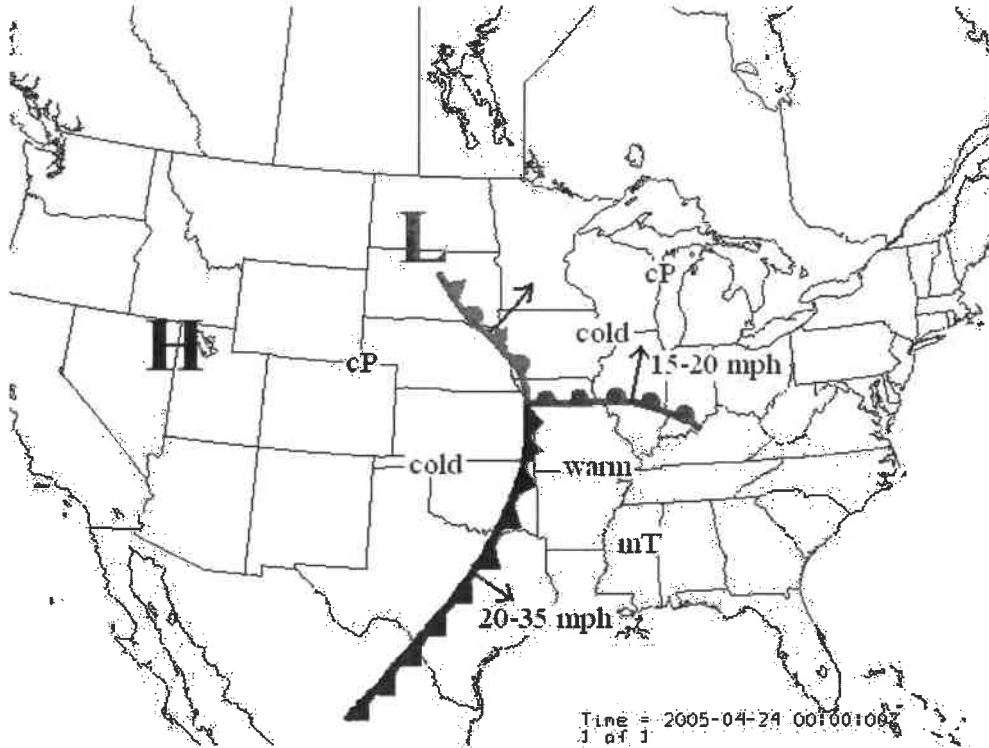 L
cP
H
cold
15-20 mph
cP
cold
warm
mT
20-35 mph
Time = 2005-04-24 00:00:00Z
1 of 1